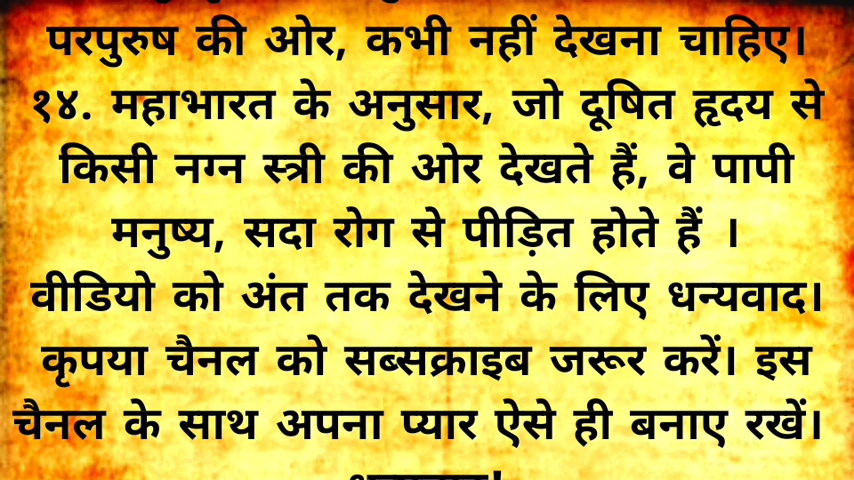 परपुरुष की ओर, कभी नहीं देखना चाहिए।
१४. महाभारत के अनुसार, जो दूषित हृदय से
किसी नग्न स्त्री की ओर देखते हैं, वे पापी
मनुष्य, सदा रोग से पीड़ित होते हैं ।
वीडियो को अंत तक देखने के लिए धन्यवाद।
कृपया चैनल को सब्सक्राइब जरूर करें। इस
चैनल के साथ अपना प्यार ऐसे ही बनाए रखें।